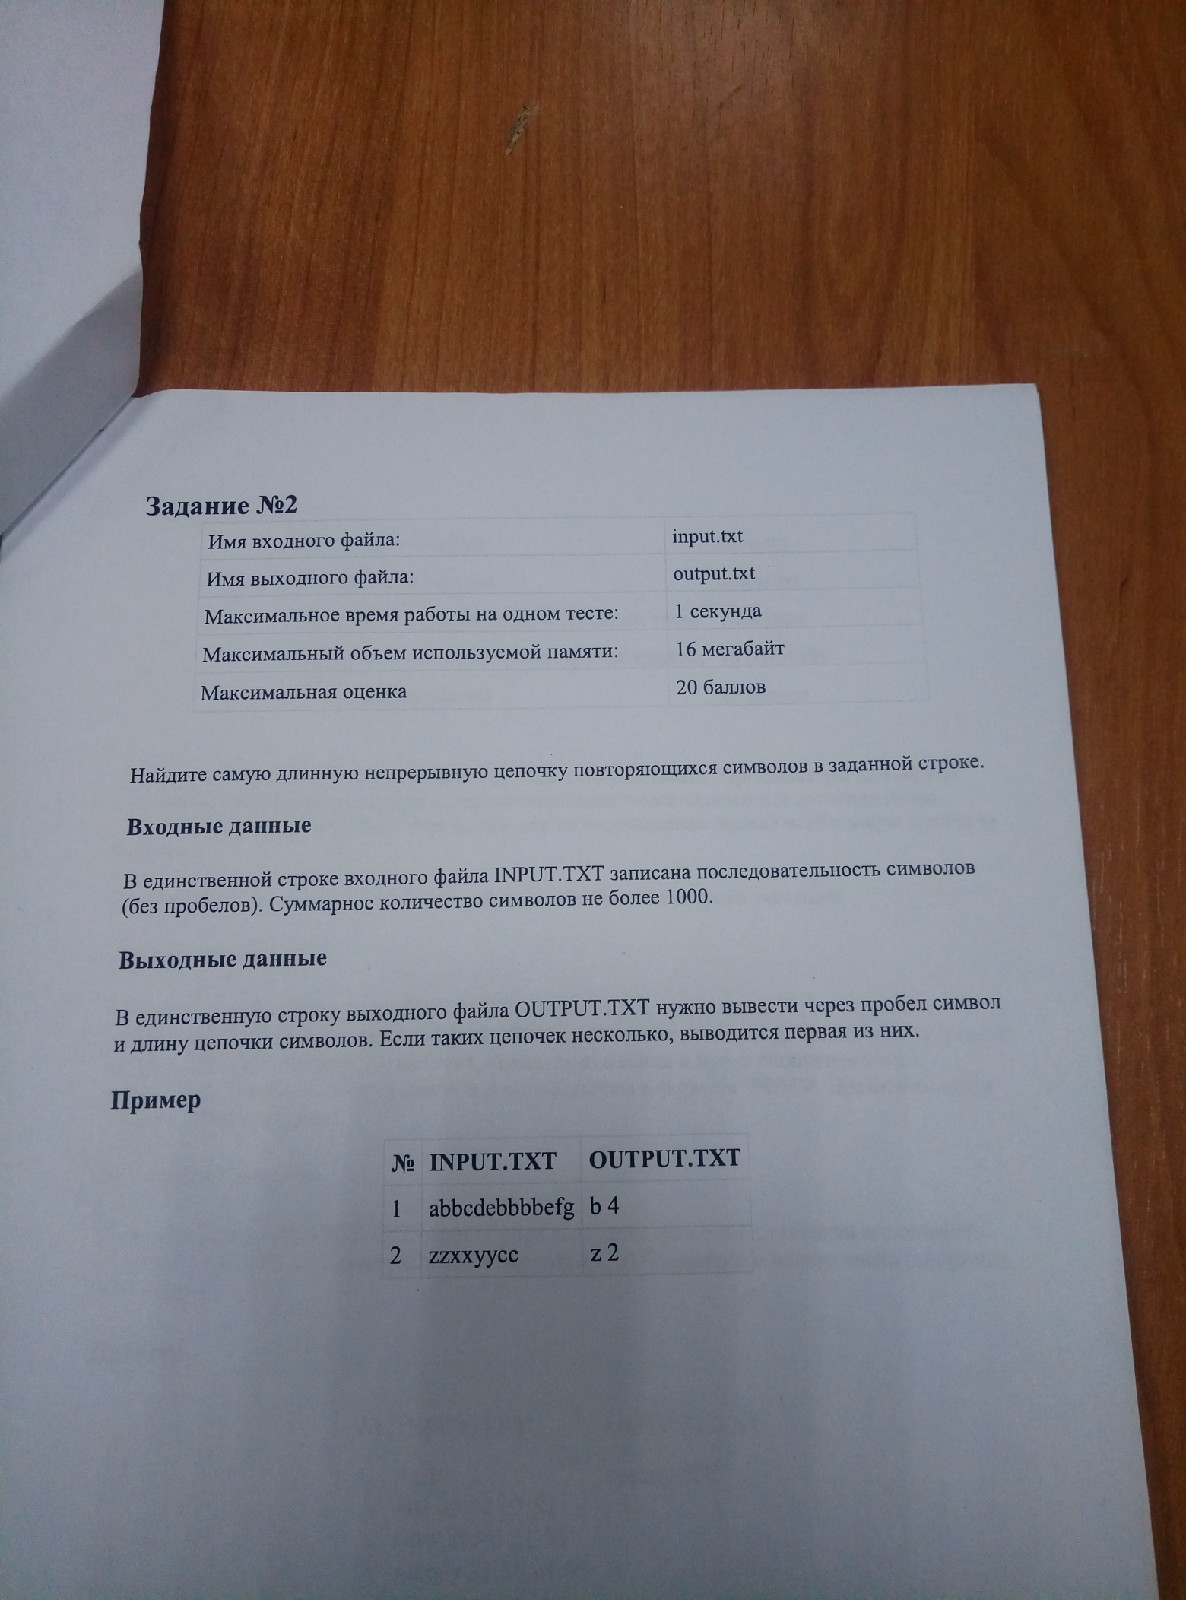 Задание №2
Имя входного файла: input.txt
Имя выходного файла: output.txt
Максимальное время работы на одном тесте: 1 секунда
Максимальный объем используемой памяти: 16 мегабайт
Максимальная оценка 20 баллов
Найдите самую длинную непрерывную цепочку повторяющихся символов в заданной строке.
Входные данные
В единственной строке входного файла INPUT.TXT записана последовательность символов
(без пробелов). Суммарное количество символов не более 1000.
Выходные данные
В единственную строку выходного файла OUTPUT.TXT нужно вывести через пробел символ
и длину цепочки символов. Если таких цепочек несколько, выводится первая из них.
Пример
№ INPUT.TXT OUTPUT.TXT
1 abbcdebbbbefg b 4
2 zzxxyycc z 2